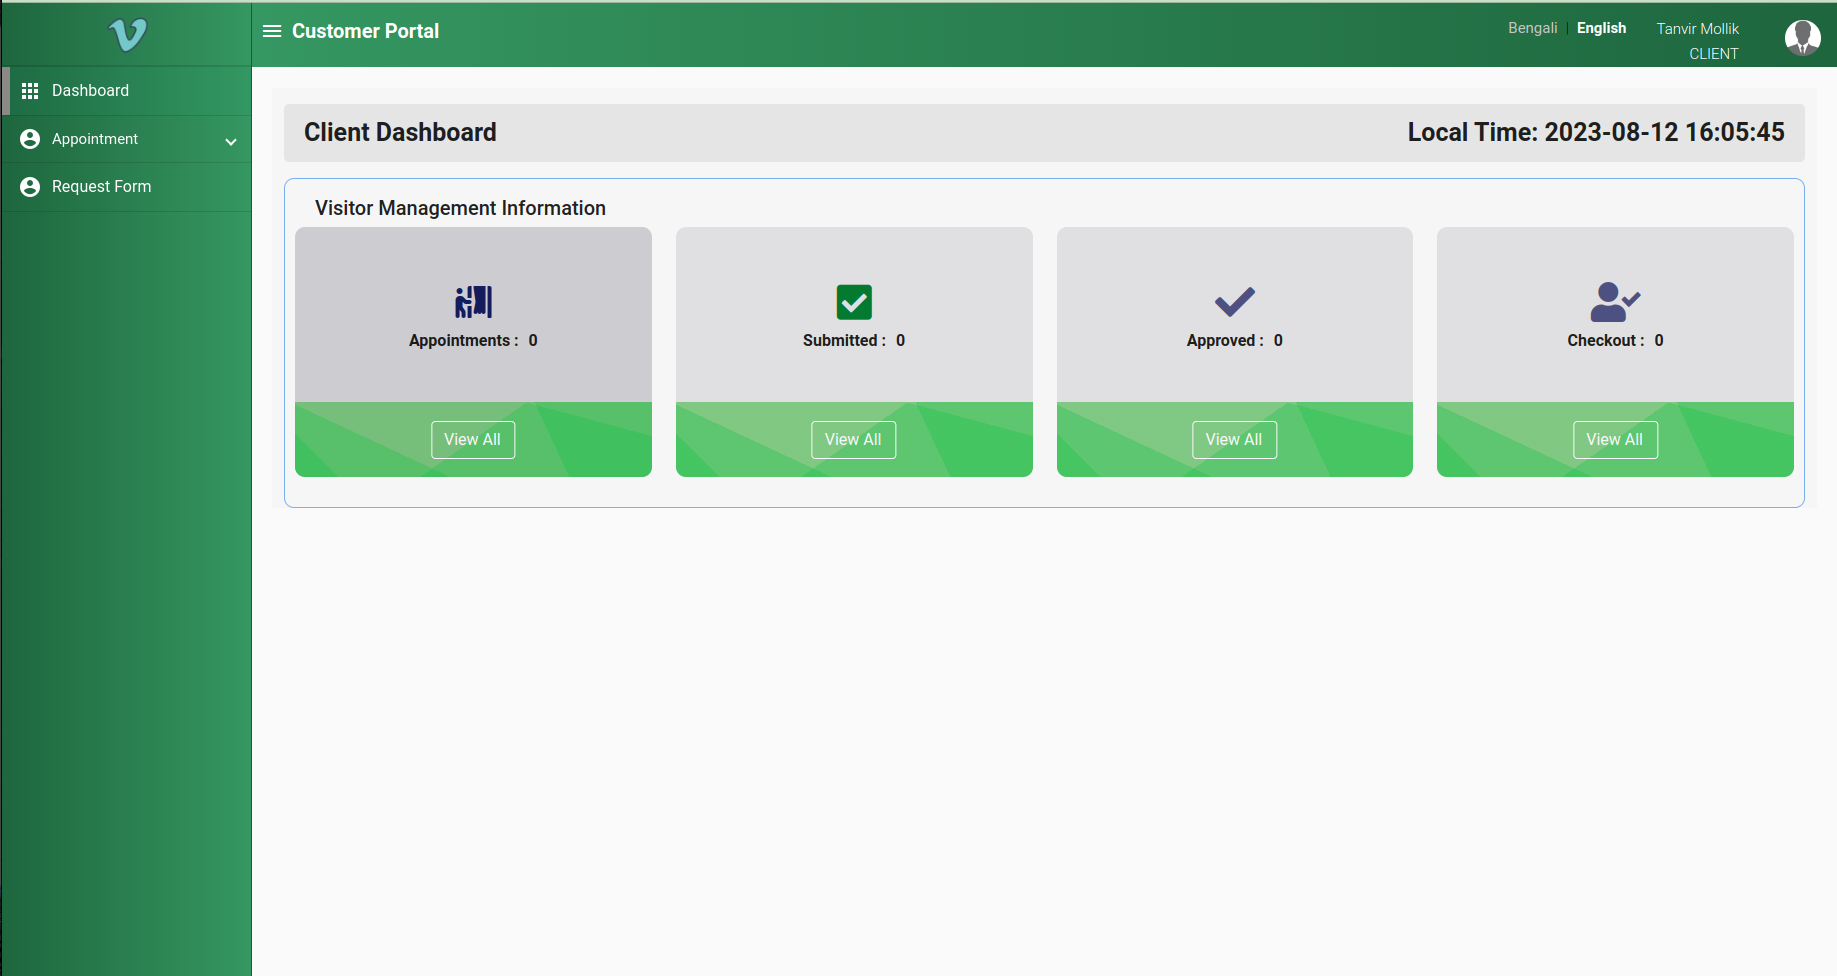 Customer Portal
Bengali | English
Tanvir Mollik
CLIENT
Dashboard
Appointment
Request Form
Client Dashboard
Local Time: 2023-08-12 16:05:45
Visitor Management Information
Appointments : 0
Submitted : 0
Approved : 0
Checkout : 0
View All
View All
View All
View All